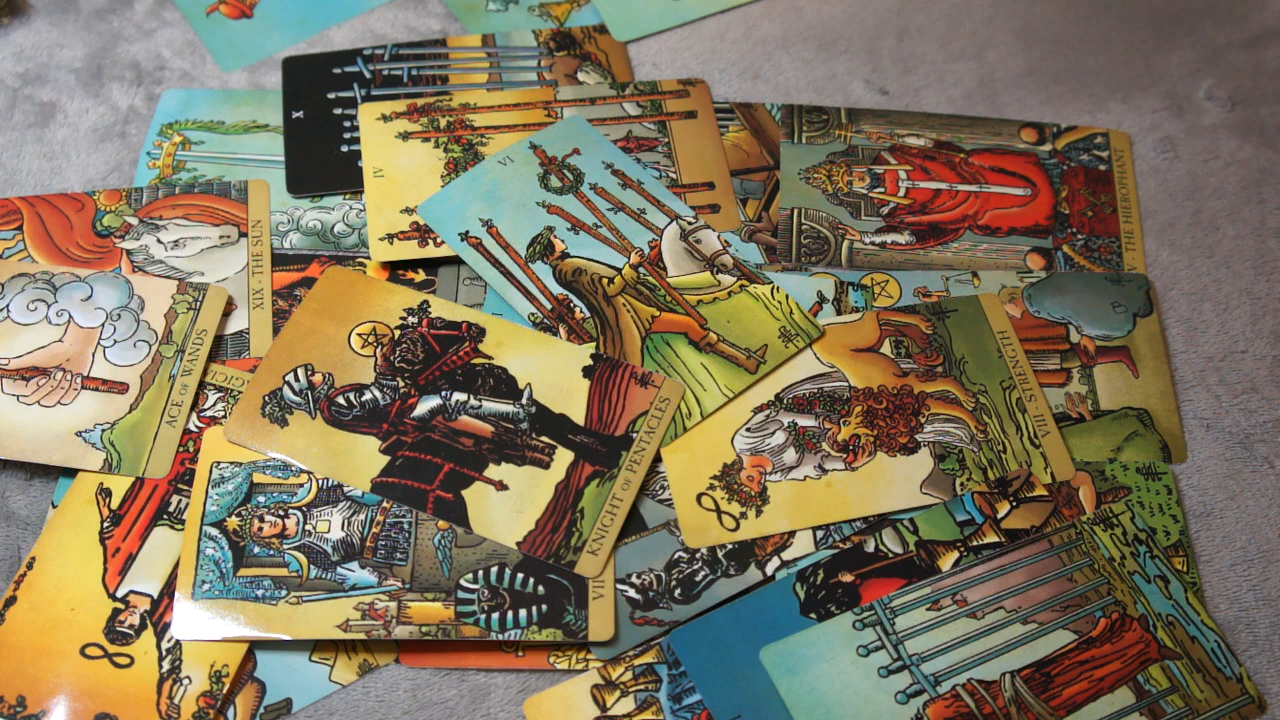 X
IV
VI
V - THE HIEROPHANT
XIX - THE SUN
ACE OF WANDS
KNIGHT OF PENTACLES
VIII - STRENGTH
VII